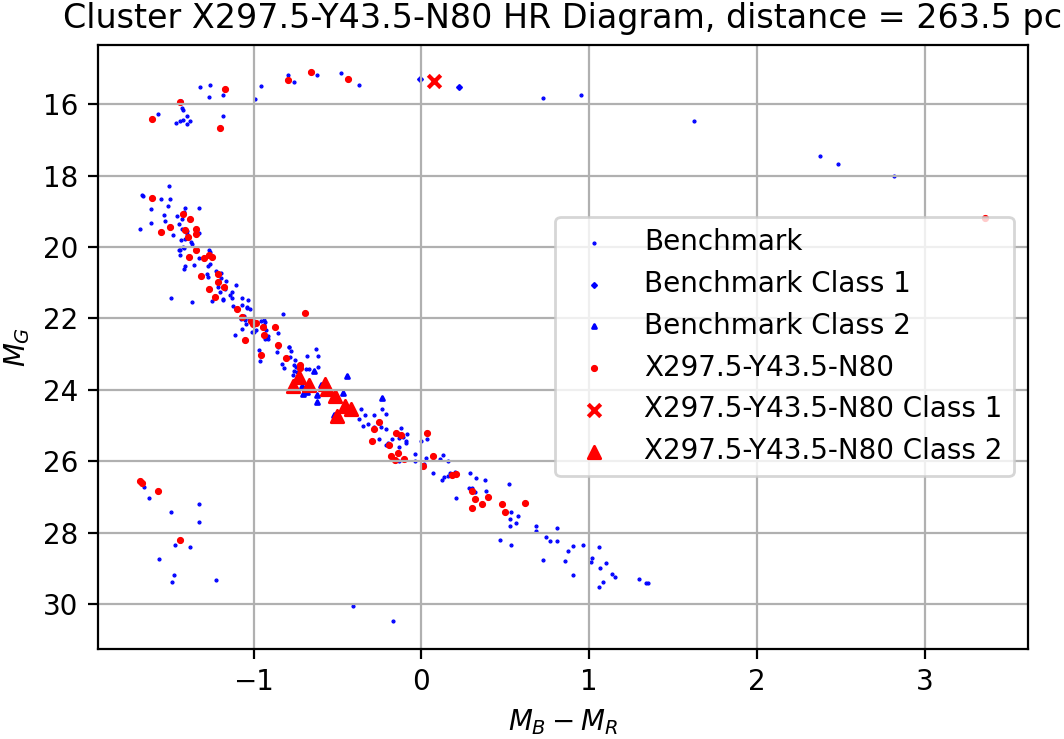 Cluster X297.5-Y43.5-N80 HR Diagram, distance = 263.5 pc
16
18
20
22
24
26
28
30
M_G
Benchmark
Benchmark Class 1
Benchmark Class 2
X297.5-Y43.5-N80
X297.5-Y43.5-N80 Class 1
X297.5-Y43.5-N80 Class 2
−1 0 1 2 3
M_B − M_R